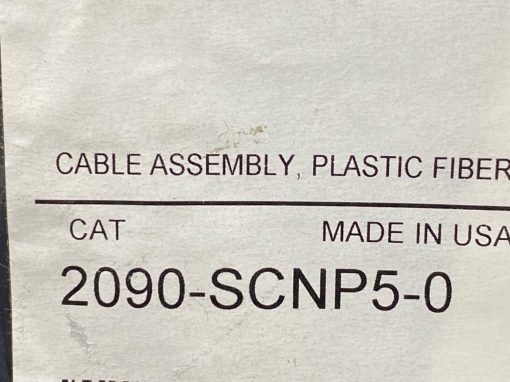 CABLE ASSEMBLY, PLASTIC FIBER
CAT MADE IN USA
2090-SCNP5-0